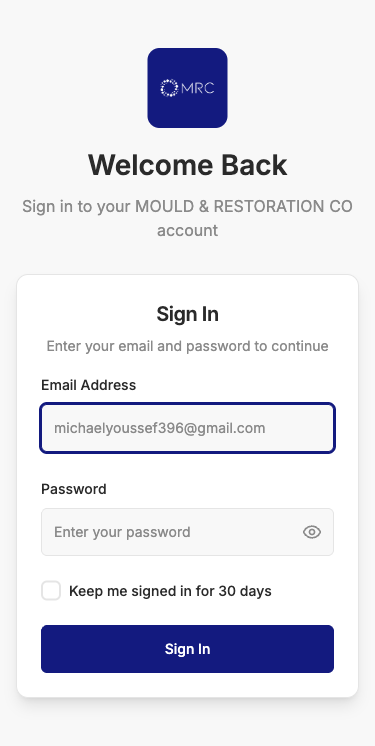 MRC
Welcome Back
Sign in to your MOULD & RESTORATION CO
account
Sign In
Enter your email and password to continue
Email Address
michaelyoussef396@gmail.com
Password
Enter your password
Keep me signed in for 30 days
Sign In